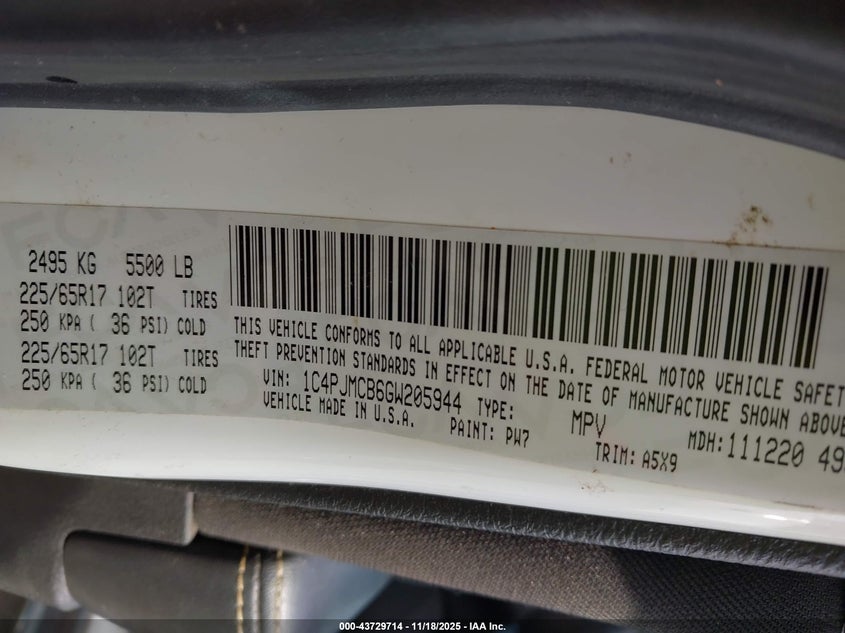 2495 KG 5500 LB
225/65R17 102T TIRES
250 KPA ( 36 PSI) COLD
225/65R17 102T TIRES
250 KPA ( 36 PSI) COLD
THIS VEHICLE CONFORMS TO ALL APPLICABLE U.S.A. FEDERAL MOTOR VEHICLE SAFET
THEFT PREVENTION STANDARDS IN EFFECT ON THE DATE OF MANUFACTURE SHOWN ABOVE
VIN: 1C4PJMCB6GW205944 TYPE: MPV MDH:111220 49
VEHICLE MADE IN U.S.A. PAINT: PW7 TRIM: A5X9
000-43729714 - 11/18/2025 - IAA Inc.